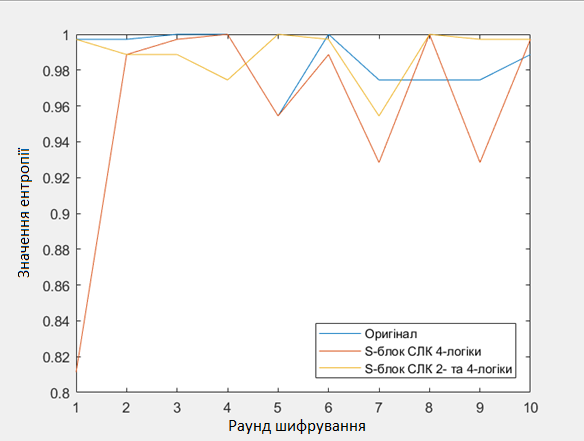 Значення ентропії
1
0.98
0.96
0.94
0.92
0.9
0.88
0.86
0.84
0.82
0.8
Оригінал
S-блок СЛК 4-логіки
S-блок СЛК 2- та 4-логіки
1 2 3 4 5 6 7 8 9 10
Раунд шифрування